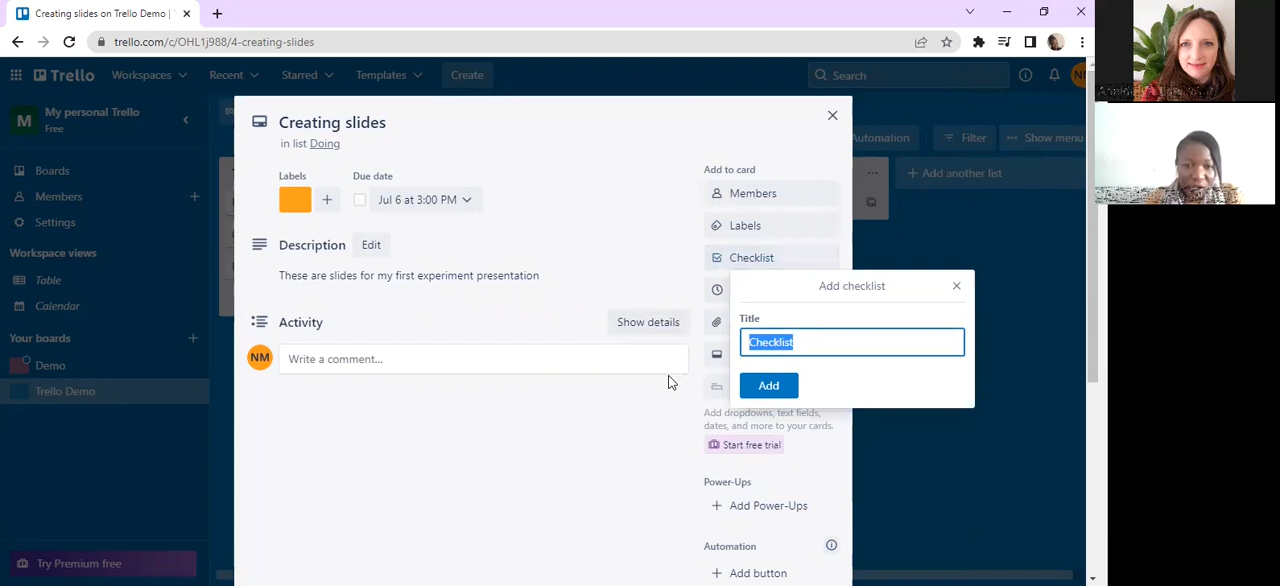 Creating slides on Trello Demo |
trello.com/c/OHL1j988/4-creating-slides
Trello
Workspaces
Recent
Starred
Templates
Create
Search
M
My personal Trello
Free
Boards
Members
Settings
Workspace views
Table
Calendar
Your boards
Demo
Trello Demo
Try Premium free
Automation
Filter
Show menu
Add another list
Creating slides
in list Doing
Labels
Due date
Jul 6 at 3:00 PM
Description
Edit
These are slides for my first experiment presentation
Activity
Show details
NM
Write a comment...
Add to card
Members
Labels
Checklist
Add checklist
Title
Checklist
Add
Add dropdowns, text fields,
dates, and more to your cards.
Start free trial
Power-Ups
Add Power-Ups
Automation
Add button